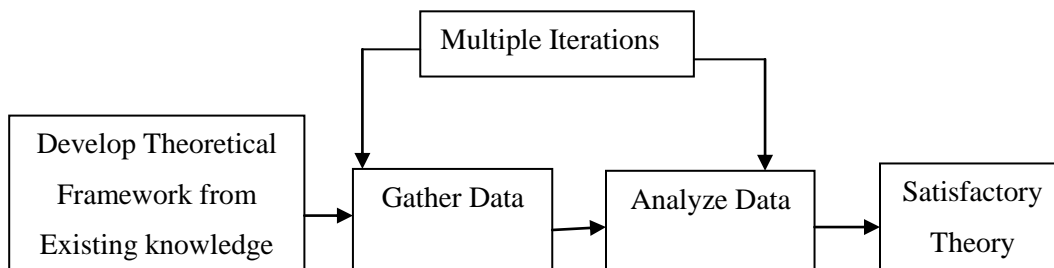 Multiple Iterations
Develop Theoretical
Framework from
Existing knowledge
Gather Data
Analyze Data
Satisfactory
Theory